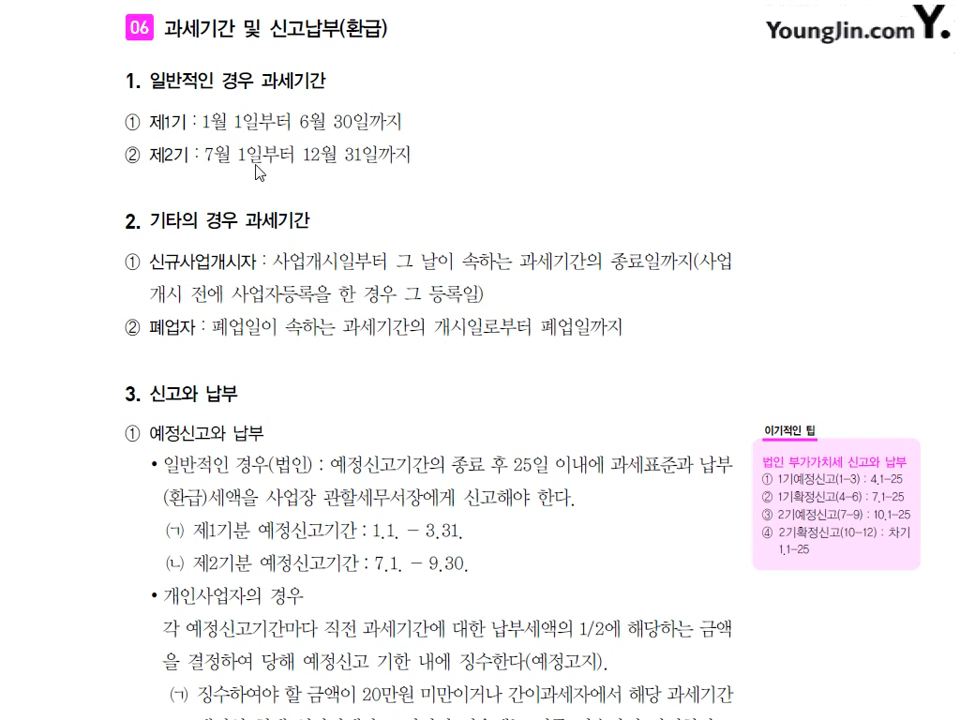 06 과세기간 및 신고납부(환급)
YoungJin.com Y.
1. 일반적인 경우 과세기간
① 제1기 : 1월 1일부터 6월 30일까지
② 제2기 : 7월 1일부터 12월 31일까지
2. 기타의 경우 과세기간
① 신규사업개시자 : 사업개시일부터 그 날이 속하는 과세기간의 종료일까지(사업
개시 전에 사업자등록을 한 경우 그 등록일)
② 폐업자 : 폐업일이 속하는 과세기간의 개시일로부터 폐업일까지
3. 신고와 납부
① 예정신고와 납부
• 일반적인 경우(법인) : 예정신고기간의 종료 후 25일 이내에 과세표준과 납부
(환급)세액을 사업장 관할세무서장에게 신고해야 한다.
(ㄱ) 제1기분 예정신고기간 : 1.1. - 3.31.
(ㄴ) 제2기분 예정신고기간 : 7.1. - 9.30.
• 개인사업자의 경우
각 예정신고기간마다 직전 과세기간에 대한 납부세액의 1/2에 해당하는 금액
을 결정하여 당해 예정신고 기한 내에 징수한다(예정고지).
(ㄱ) 징수하여야 할 금액이 20만원 미만이거나 간이과세자에서 해당 과세기간
이기적인 팁
법인 부가가치세 신고와 납부
① 1기예정신고(1-3) : 4.1-25
② 1기확정신고(4-6) : 7.1-25
③ 2기예정신고(7-9) : 10.1-25
④ 2기확정신고(10-12) : 차기
1.1-25